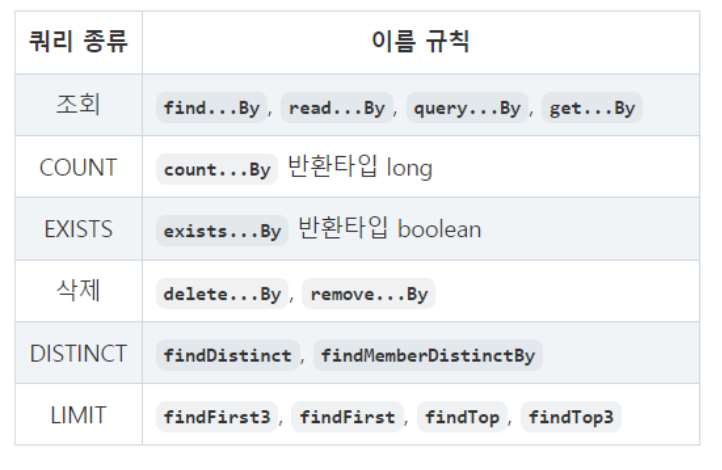 쿼리 종류 이름 규칙
조회 find...By, read...By, query...By, get...By
COUNT count...By 반환타입 long
EXISTS exists...By 반환타입 boolean
삭제 delete...By, remove...By
DISTINCT findDistinct, findMemberDistinctBy
LIMIT findFirst3, findFirst, findTop, findTop3